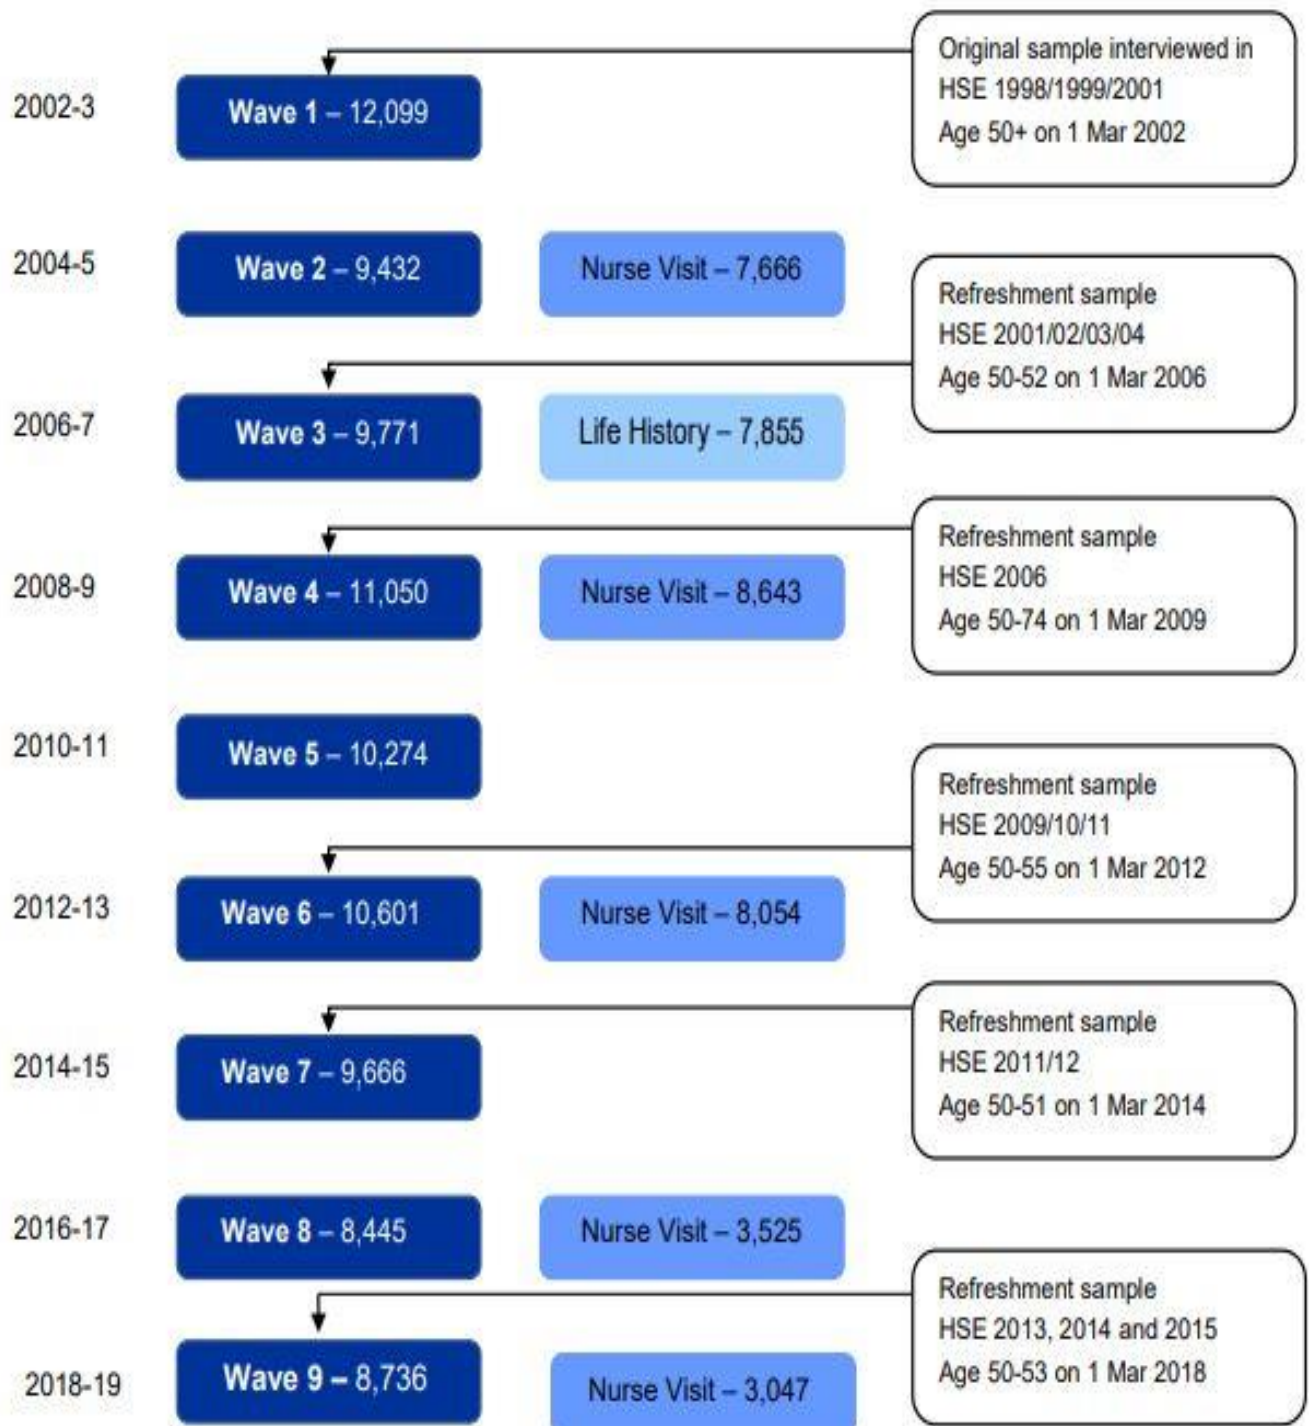 Original sample interviewed in
HSE 1998/1999/2001
Age 50+ on 1 Mar 2002
2002-3
Wave 1 – 12,099
2004-5
Wave 2 – 9,432
Nurse Visit – 7,666
Refreshment sample
HSE 2001/02/03/04
Age 50-52 on 1 Mar 2006
2006-7
Wave 3 – 9,771
Life History – 7,855
Refreshment sample
HSE 2006
Age 50-74 on 1 Mar 2009
2008-9
Wave 4 – 11,050
Nurse Visit – 8,643
2010-11
Wave 5 – 10,274
Refreshment sample
HSE 2009/10/11
Age 50-55 on 1 Mar 2012
2012-13
Wave 6 – 10,601
Nurse Visit – 8,054
Refreshment sample
HSE 2011/12
Age 50-51 on 1 Mar 2014
2014-15
Wave 7 – 9,666
2016-17
Wave 8 – 8,445
Nurse Visit – 3,525
Refreshment sample
HSE 2013, 2014 and 2015
Age 50-53 on 1 Mar 2018
2018-19
Wave 9 – 8,736
Nurse Visit – 3,047